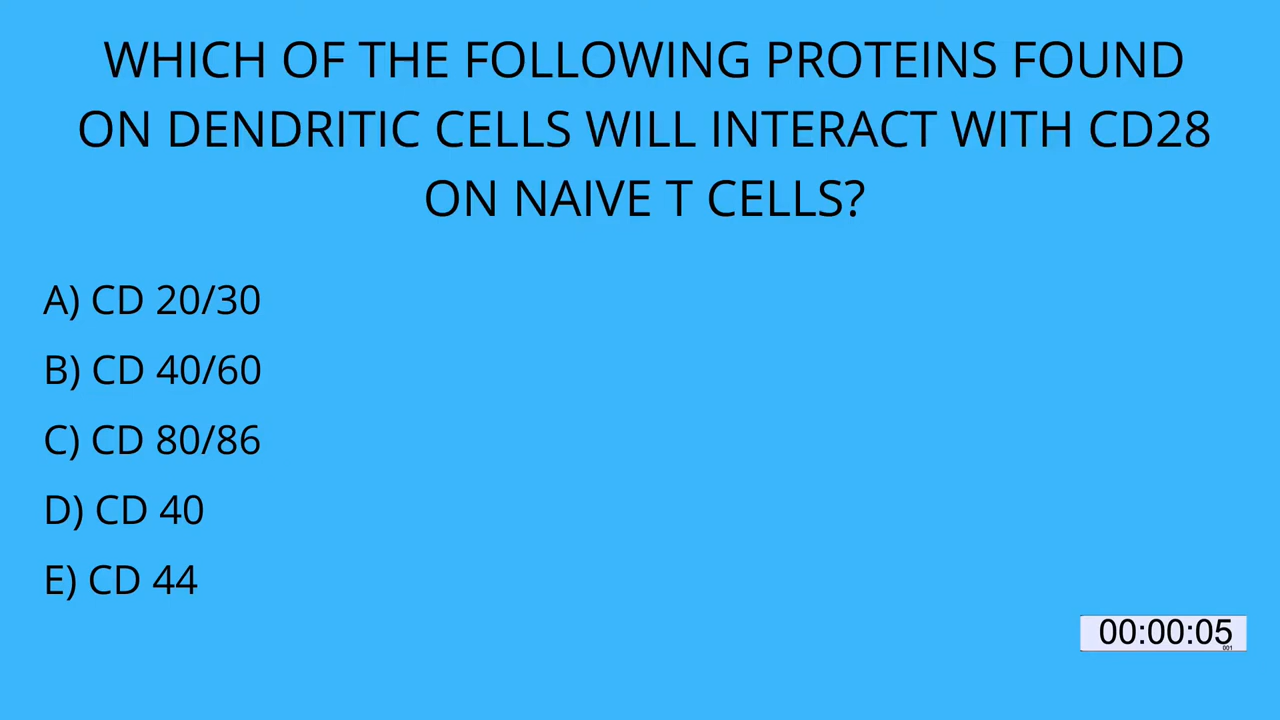 WHICH OF THE FOLLOWING PROTEINS FOUND
ON DENDRITIC CELLS WILL INTERACT WITH CD28
ON NAIVE T CELLS?
A) CD 20/30
B) CD 40/60
C) CD 80/86
D) CD 40
E) CD 44
00:00:05
001